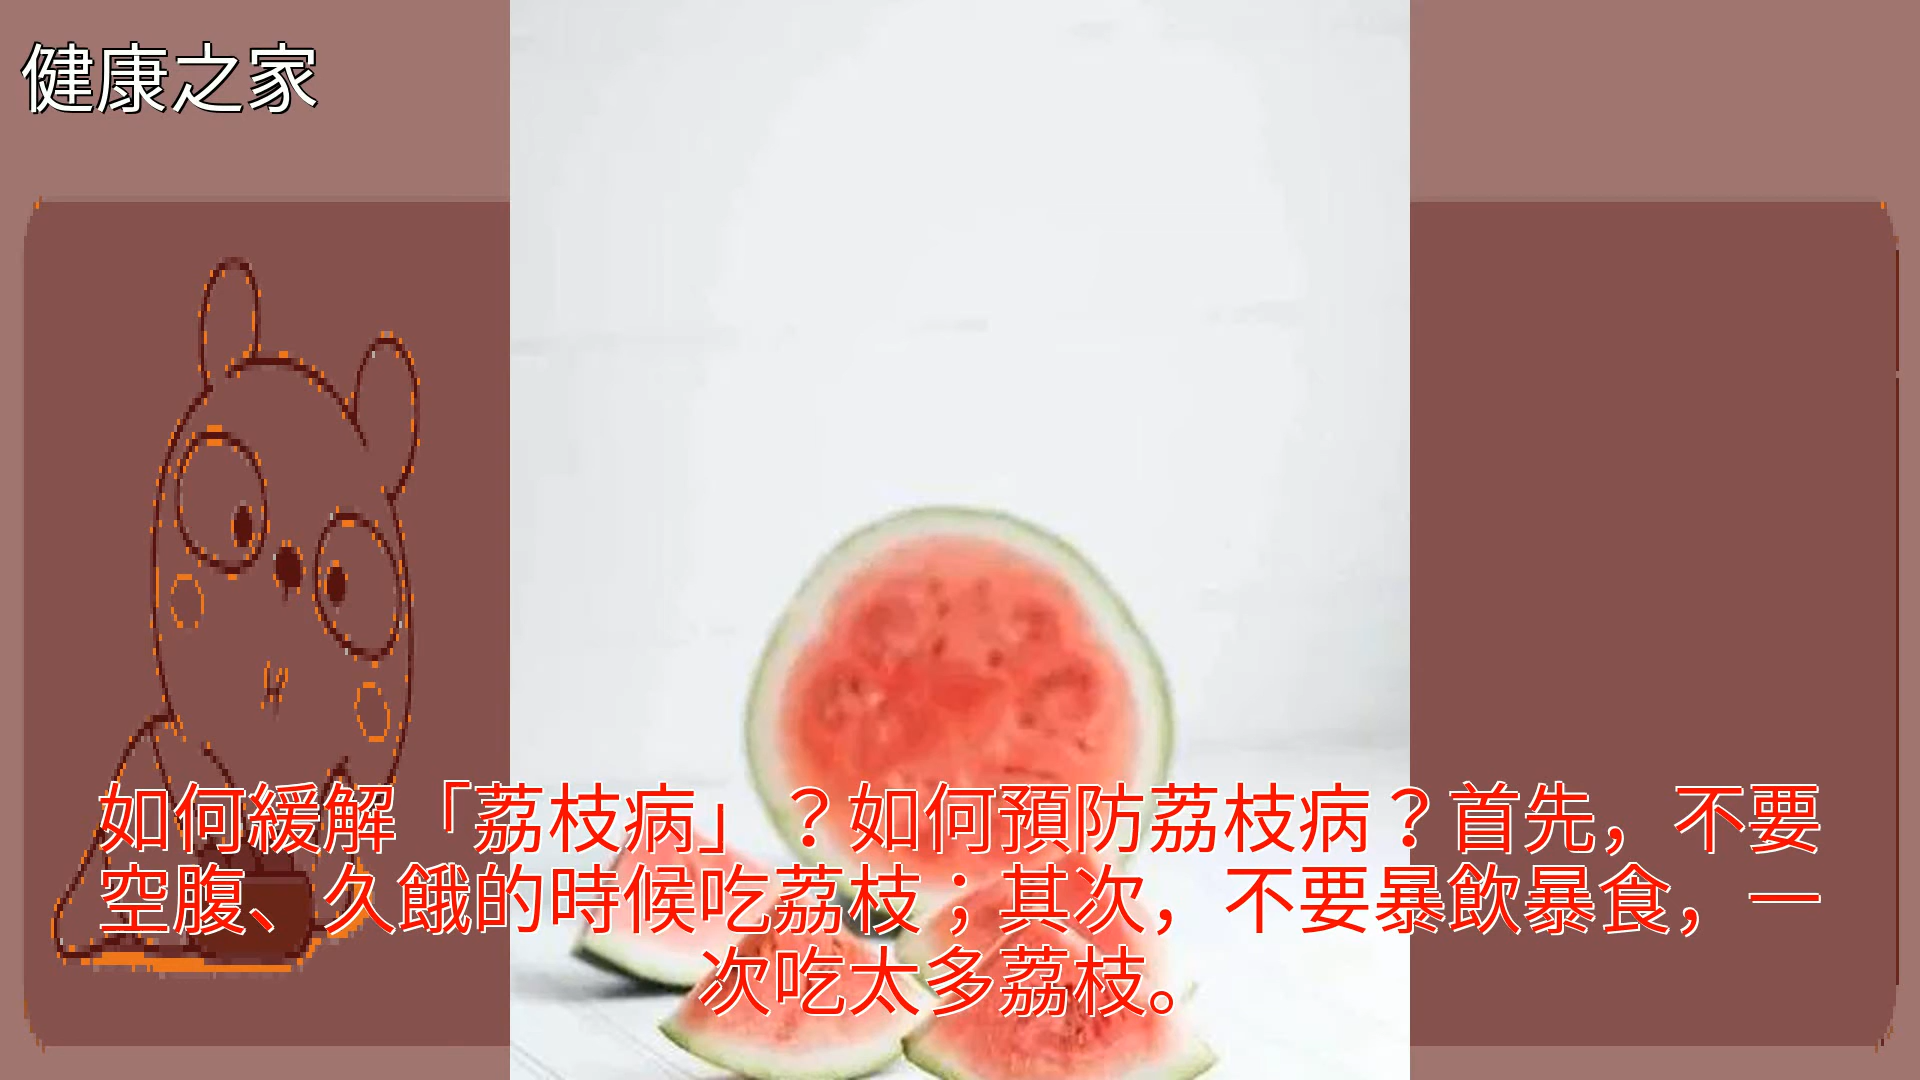 健康之家
如何緩解「荔枝病」？如何預防荔枝病？首先，不要
空腹、久餓的時候吃荔枝；其次，不要暴飲暴食，一
次吃太多荔枝。